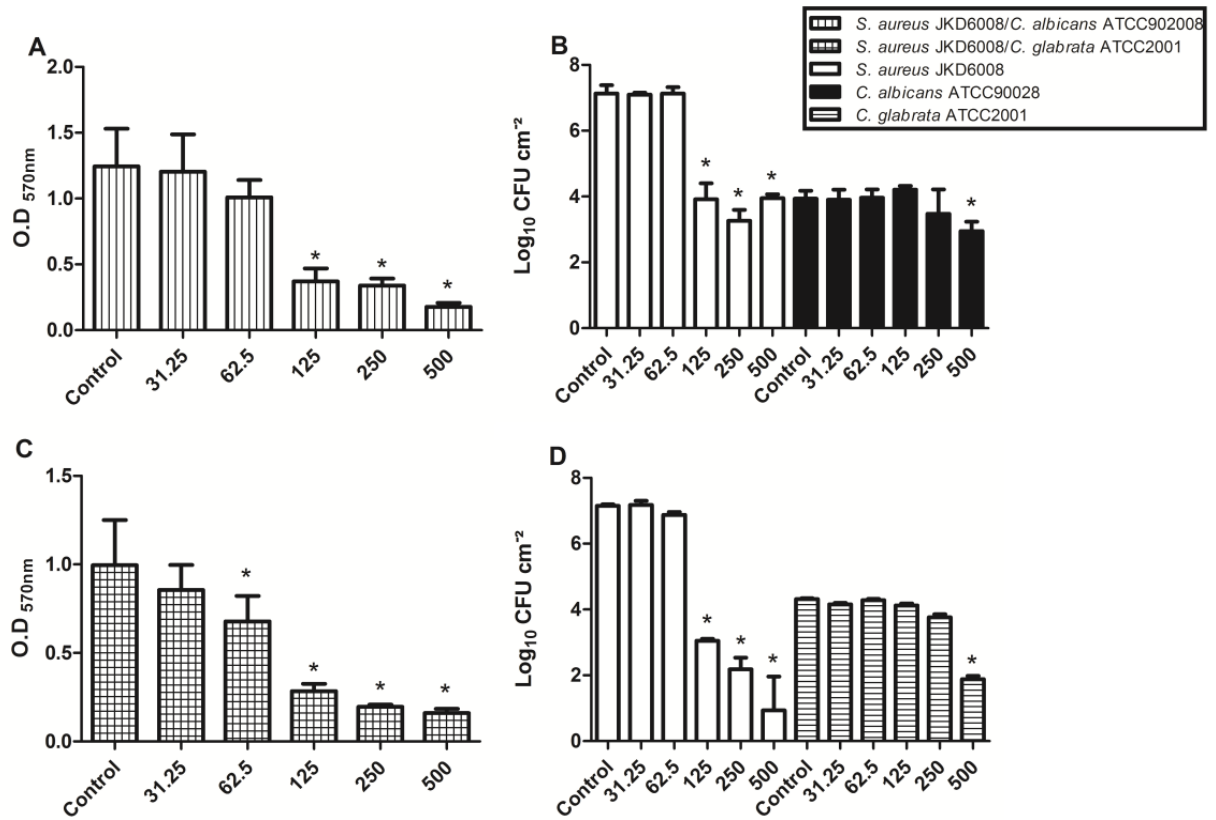 S. aureus JKD6008/C. albicans ATCC902008
S. aureus JKD6008/C. glabrata ATCC2001
S. aureus JKD6008
C. albicans ATCC90028
C. glabrata ATCC2001
A
2.0
1.5
1.0
0.5
0.0
O.D 570nm
* * *
Control 31.25 62.5 125 250 500
B
8
6
4
2
0
Log₁₀ CFU cm⁻²
* * * *
Control 31.25 62.5 125 250 500 Control 31.25 62.5 125 250 500
C
1.5
1.0
0.5
0.0
O.D 570nm
* * * *
Control 31.25 62.5 125 250 500
D
8
6
4
2
0
Log₁₀ CFU cm⁻²
* * * *
Control 31.25 62.5 125 250 500 Control 31.25 62.5 125 250 500